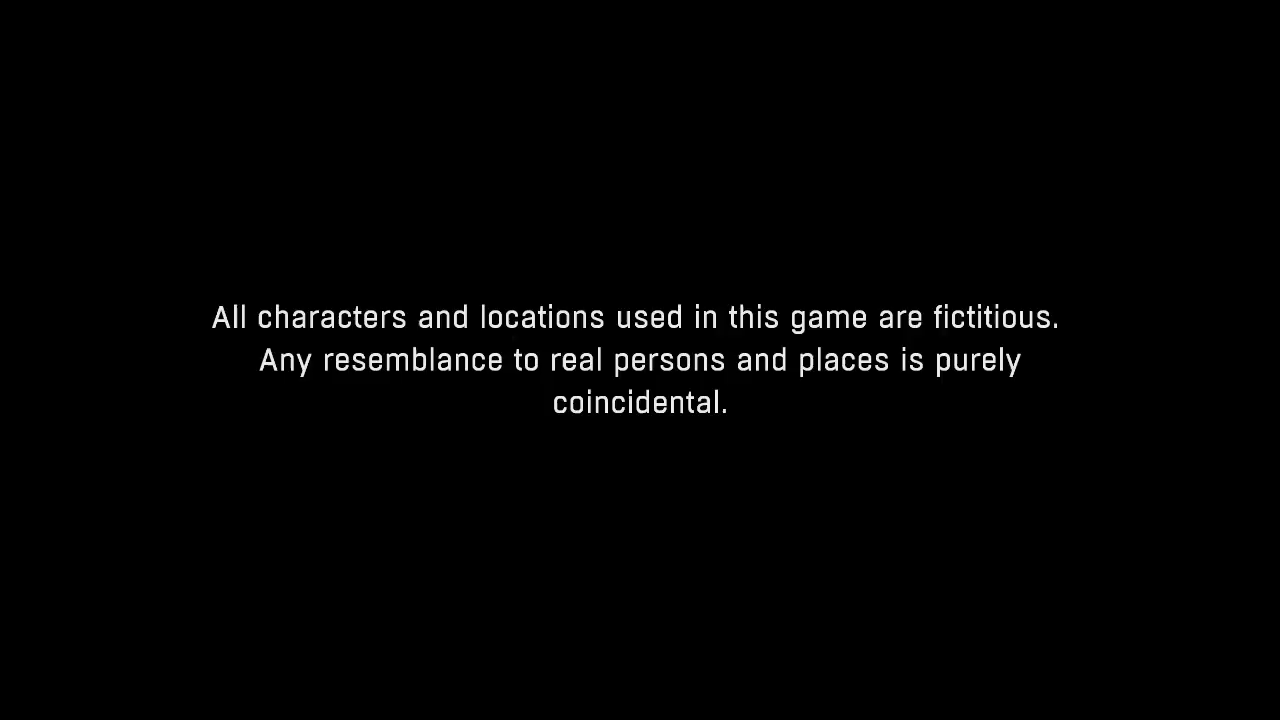 All characters and locations used in this game are fictitious.
Any resemblance to real persons and places is purely
coincidental.